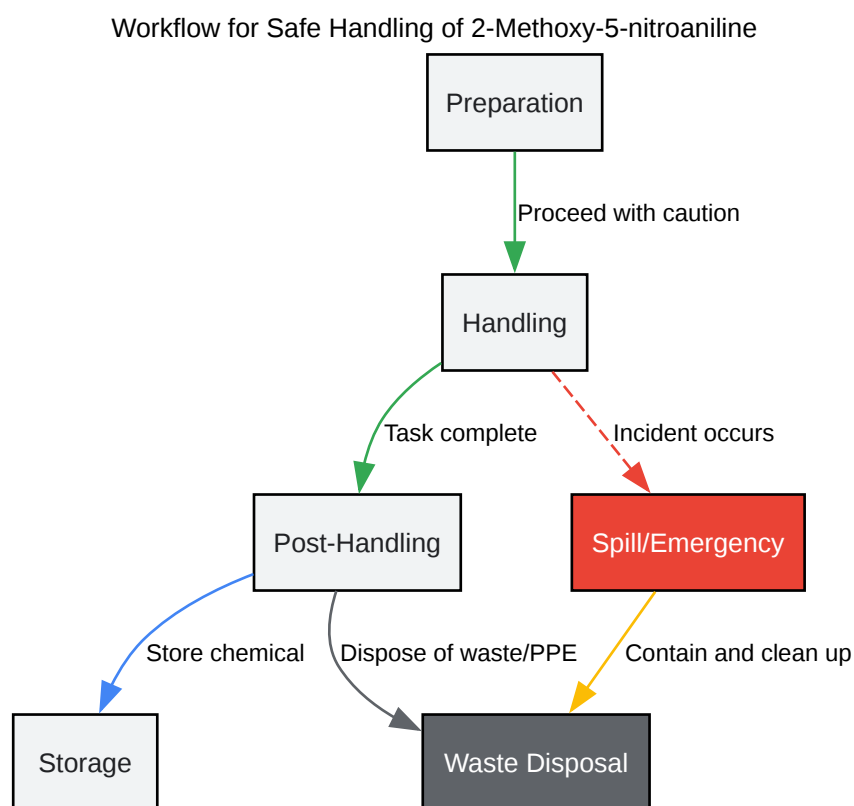 Workflow for Safe Handling of 2-Methoxy-5-nitroaniline
Preparation
Proceed with caution
Handling
Task complete
Incident occurs
Post-Handling
Spill/Emergency
Store chemical
Dispose of waste/PPE
Contain and clean up
Storage
Waste Disposal